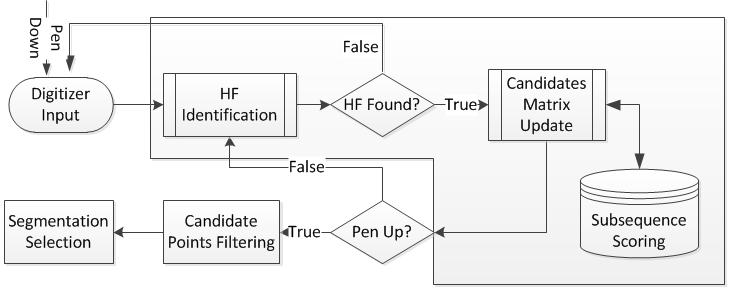 Pen
Down
False
Digitizer
Input
HF
Identification
HF Found?
True
Candidates
Matrix
Update
False
Subsequence
Scoring
Segmentation
Selection
Candidate
Points Filtering
True
Pen Up?